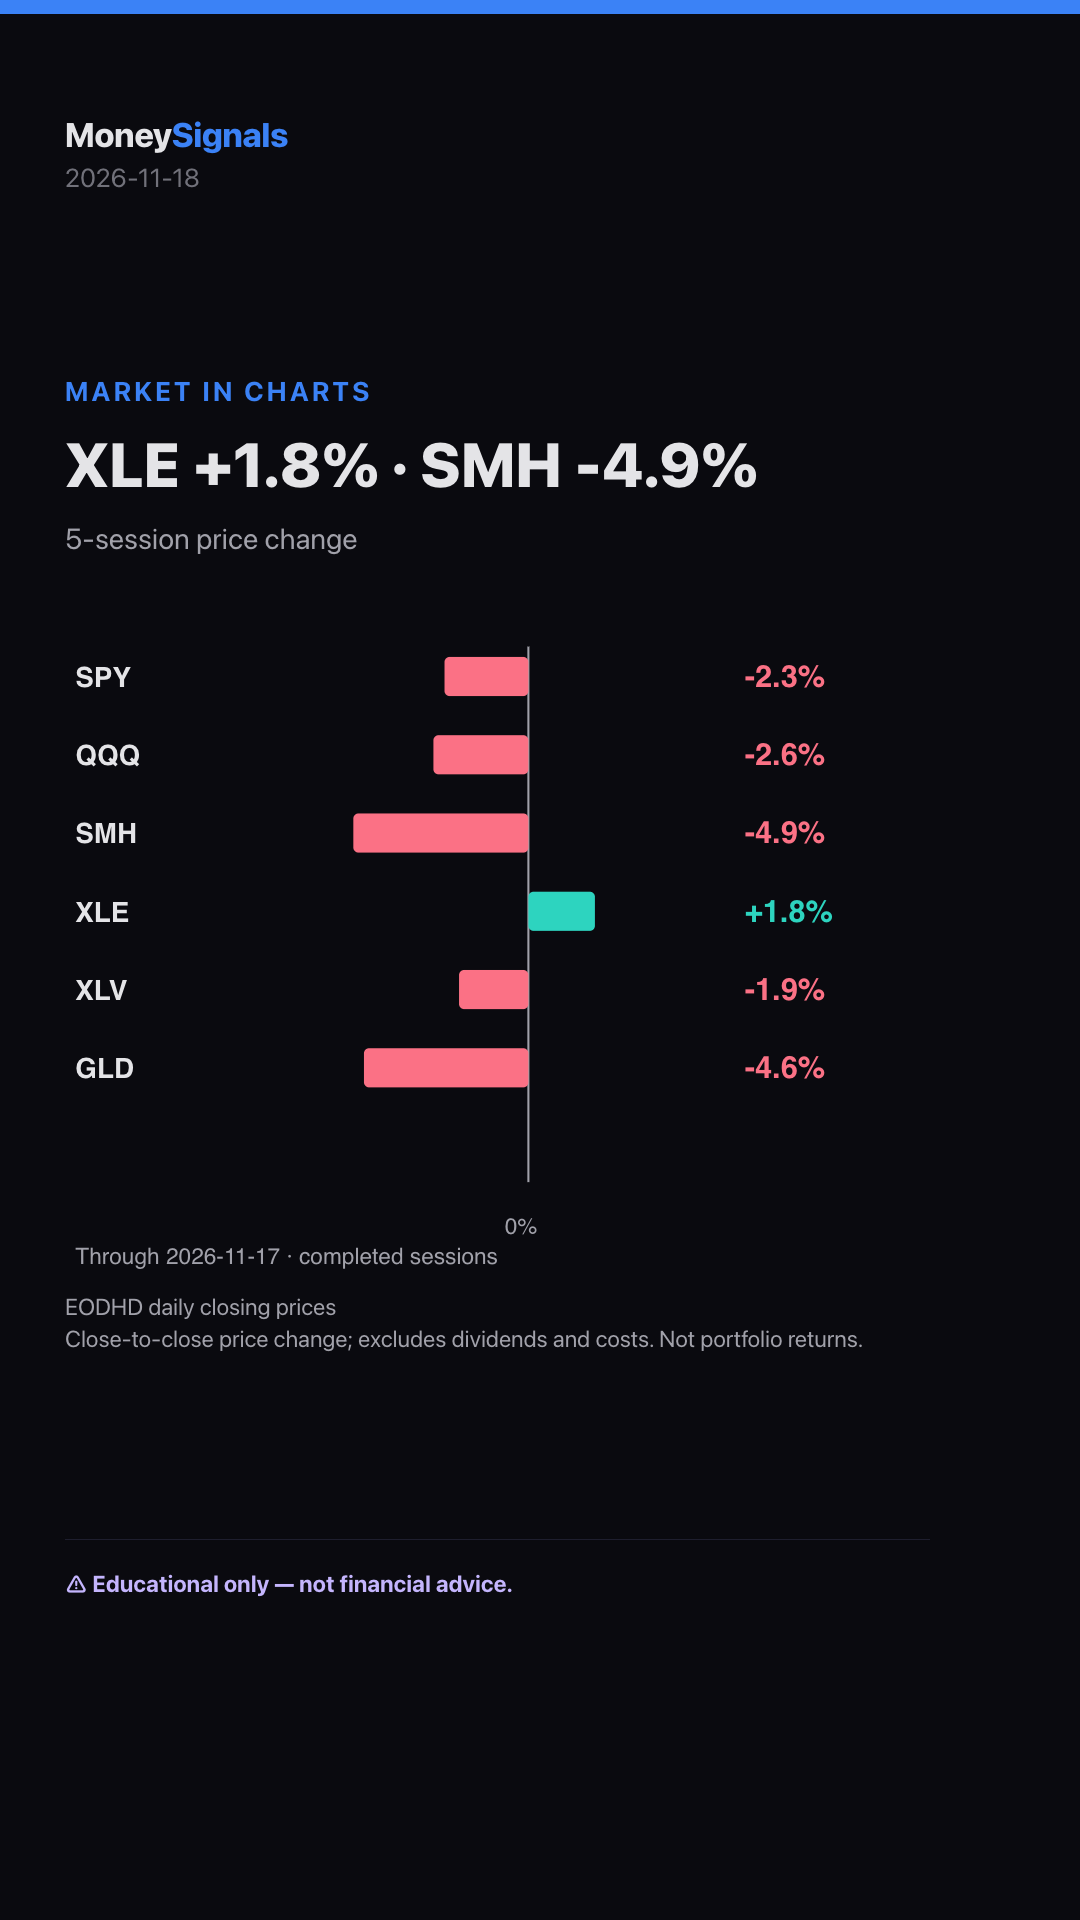 MoneySignals
2026-11-18
MARKET IN CHARTS
XLE +1.8% · SMH -4.9%
5-session price change
SPY -2.3%
QQQ -2.6%
SMH -4.9%
XLE +1.8%
XLV -1.9%
GLD -4.6%
0%
Through 2026-11-17 · completed sessions
EODHD daily closing prices
Close-to-close price change; excludes dividends and costs. Not portfolio returns.
⚠ Educational only — not financial advice.